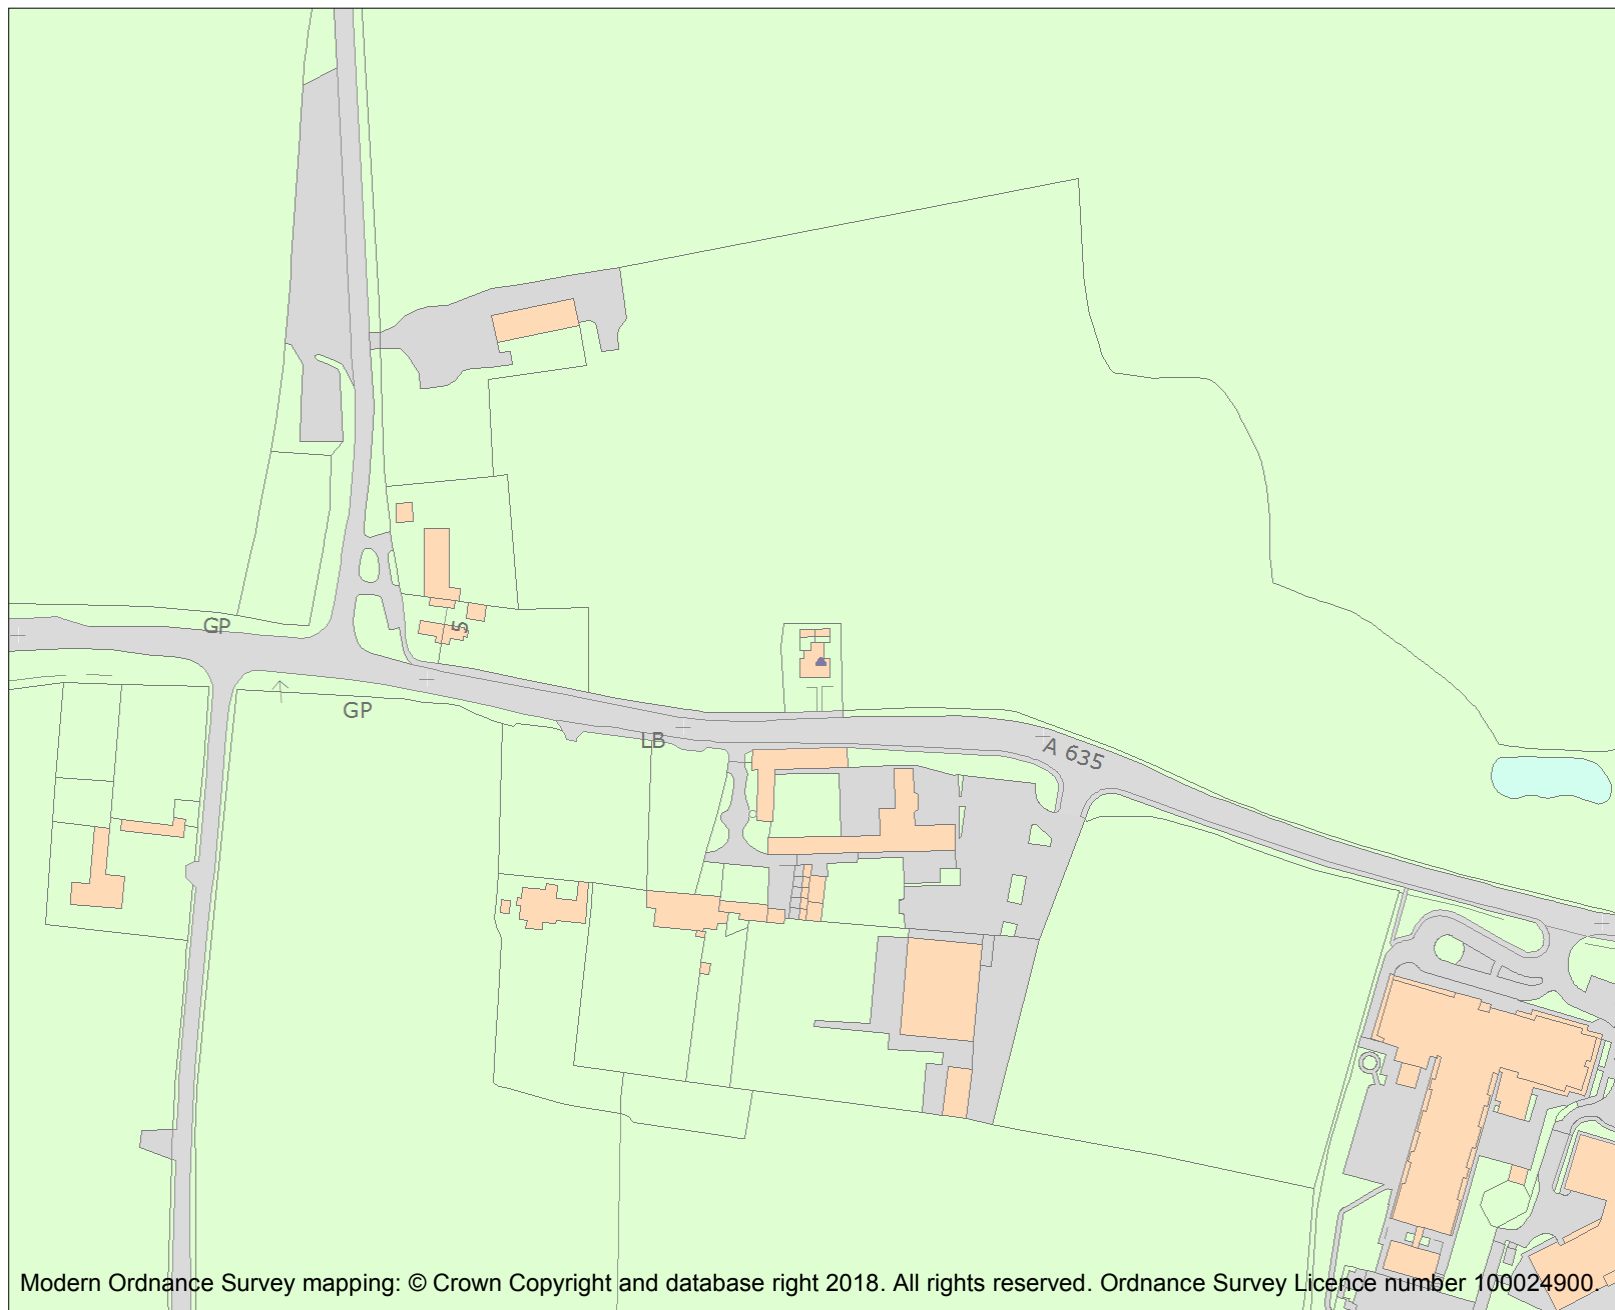 GP
5
GP
LB
A 635
Modern Ordnance Survey mapping: © Crown Copyright and database right 2018. All rights reserved. Ordnance Survey Licence number 100024900.